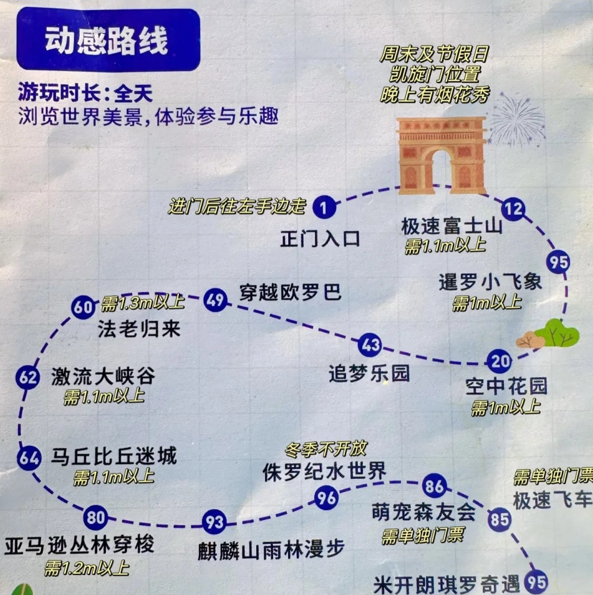 动感路线
游玩时长：全天
浏览世界美景，体验参与乐趣
周末及节假日
凯旋门位置
晚上有烟花秀
进门后往左手边走
1
正门入口
12
极速富士山
需1.1m以上
95
暹罗小飞象
需1m以上
20
空中花园
需1m以上
43
追梦乐园
49
穿越欧罗巴
60
需1.3m以上
法老归来
62
激流大峡谷
需1.1m以上
64
马丘比丘迷城
需1.1m以上
80
亚马逊丛林穿梭
需1.2m以上
93
麒麟山雨林漫步
冬季不开放
侏罗纪水世界
96
86
萌宠森友会
需单独门票
需单独门票
极速飞车
85
米开朗琪罗奇遇
95